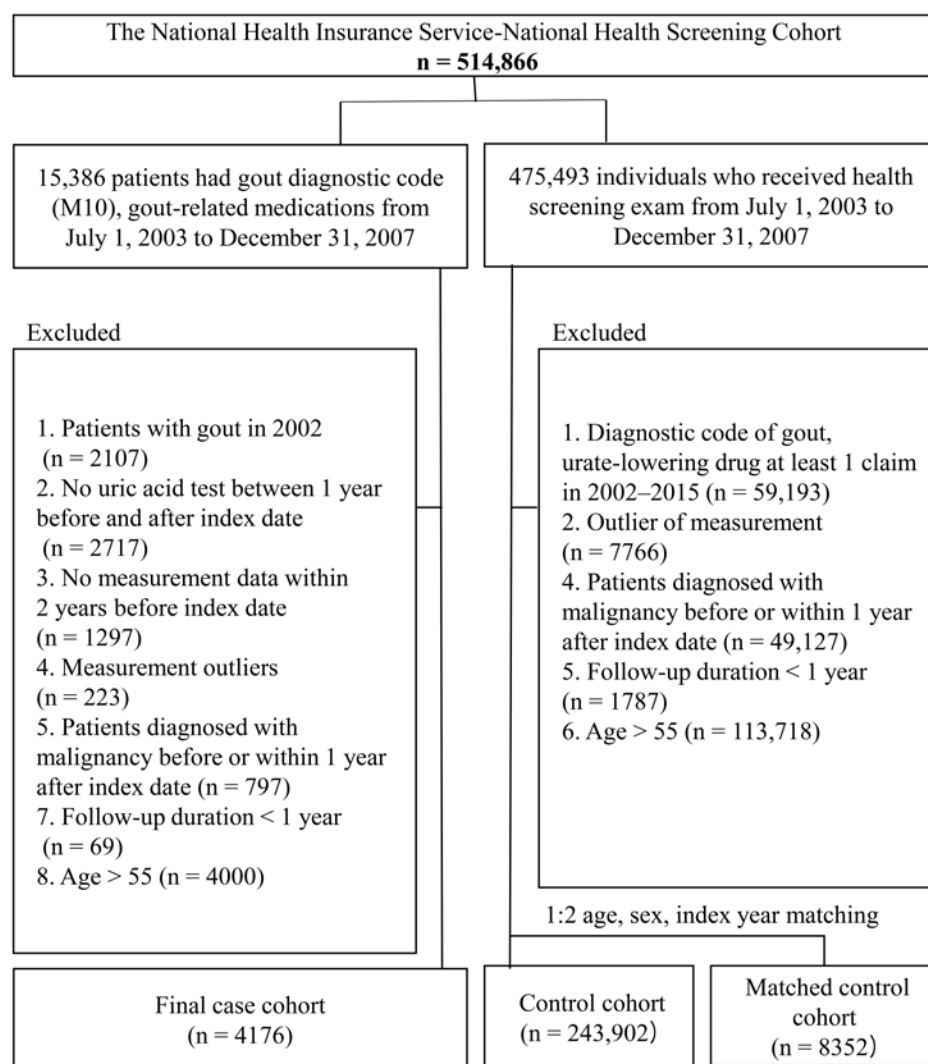 The National Health Insurance Service-National Health Screening Cohort
n = 514,866
15,386 patients had gout diagnostic code
(M10), gout-related medications from
July 1, 2003 to December 31, 2007
475,493 individuals who received health
screening exam from July 1, 2003 to
December 31, 2007
Excluded
1. Patients with gout in 2002
(n = 2107)
2. No uric acid test between 1 year
before and after index date
(n = 2717)
3. No measurement data within
2 years before index date
(n = 1297)
4. Measurement outliers
(n = 223)
5. Patients diagnosed with
malignancy before or within 1 year
after index date (n = 797)
7. Follow-up duration < 1 year
(n = 69)
8. Age > 55 (n = 4000)
Excluded
1. Diagnostic code of gout,
urate-lowering drug at least 1 claim
in 2002–2015 (n = 59,193)
2. Outlier of measurement
(n = 7766)
4. Patients diagnosed with
malignancy before or within 1 year
after index date (n = 49,127)
5. Follow-up duration < 1 year
(n = 1787)
6. Age > 55 (n = 113,718)
1:2 age, sex, index year matching
Final case cohort
(n = 4176)
Control cohort
(n = 243,902)
Matched control
cohort
(n = 8352)